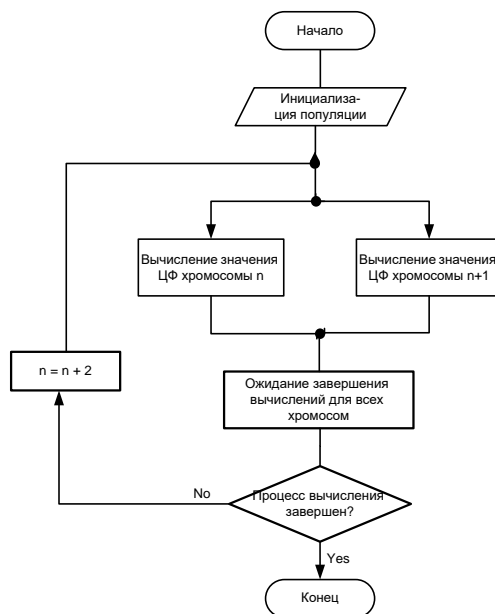 Начало
Инициализа-
ция популяции
Вычисление значения
ЦФ хромосомы n
Вычисление значения
ЦФ хромосомы n+1
n = n + 2
Ожидание завершения
вычислений для всех
хромосом
No
Процесс вычисления
завершен?
Yes
Конец